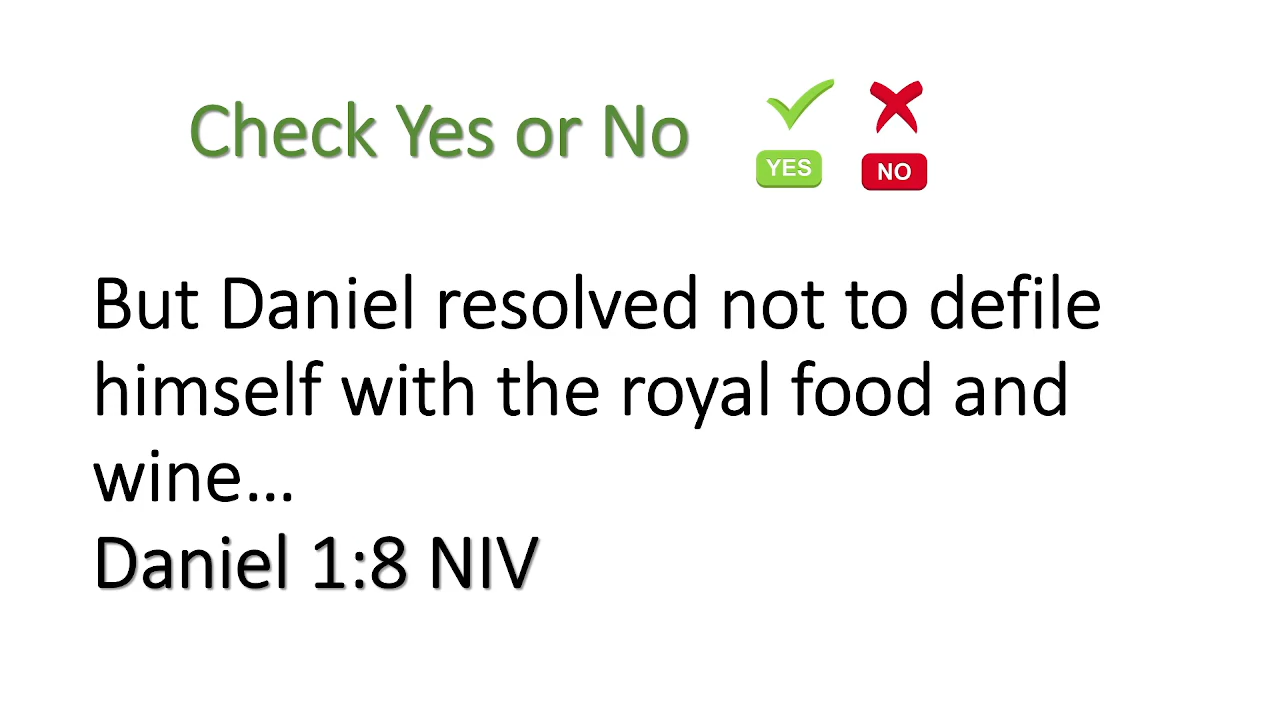 Check Yes or No
YES NO
But Daniel resolved not to defile
himself with the royal food and
wine...
Daniel 1:8 NIV